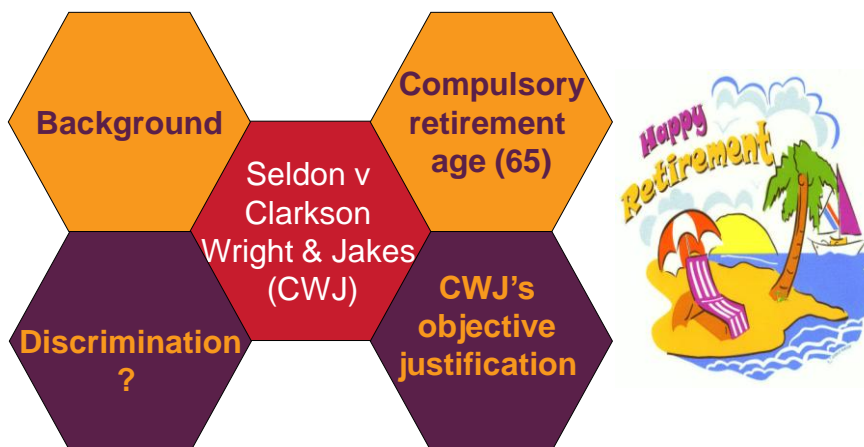 Background
Compulsory
retirement
age (65)
Seldon v
Clarkson
Wright & Jakes
(CWJ)
Discrimination
?
CWJ's
objective
justification
Happy
Retirement